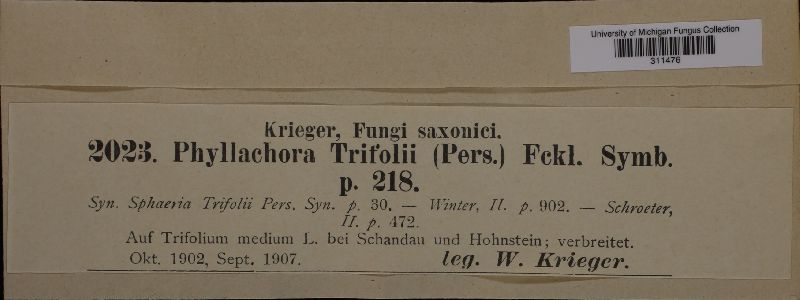 University of Michigan Fungus Collection
311476
Krieger, Fungi saxonici.
2023. Phyllachora Trifolii (Pers.) Fckl. Symb.
p. 218.
Syn. Sphaeria Trifolii Pers. Syn. p. 30. — Winter, II. p. 902. — Schroeter,
II. p. 472.
Auf Trifolium medium L. bei Schandau und Hohnstein; verbreitet.
Okt. 1902, Sept. 1907. leg. W. Krieger.